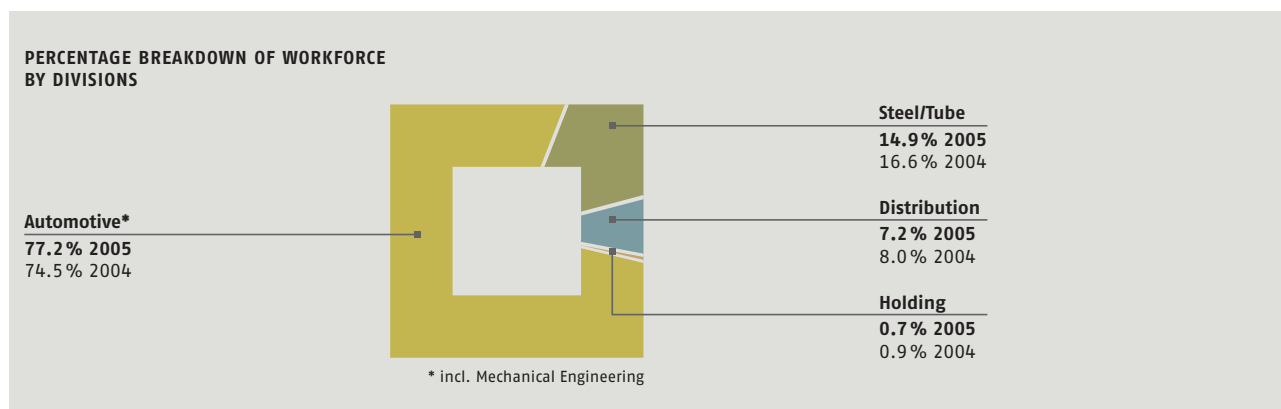 PERCENTAGE BREAKDOWN OF WORKFORCE
BY DIVISIONS
Automotive*
77.2% 2005
74.5% 2004
Steel/Tube
14.9% 2005
16.6% 2004
Distribution
7.2% 2005
8.0% 2004
Holding
0.7% 2005
0.9% 2004
* incl. Mechanical Engineering